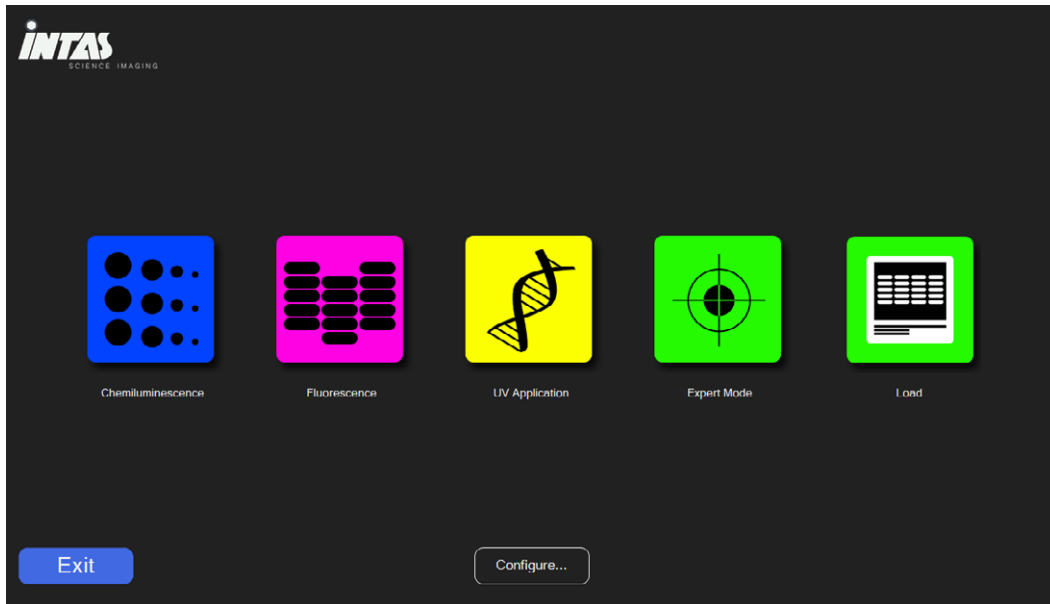 INTAS
SCIENCE IMAGING
Chemiluminescence
Fluorescence
UV Application
Expert Mode
Load
Exit
Configure...